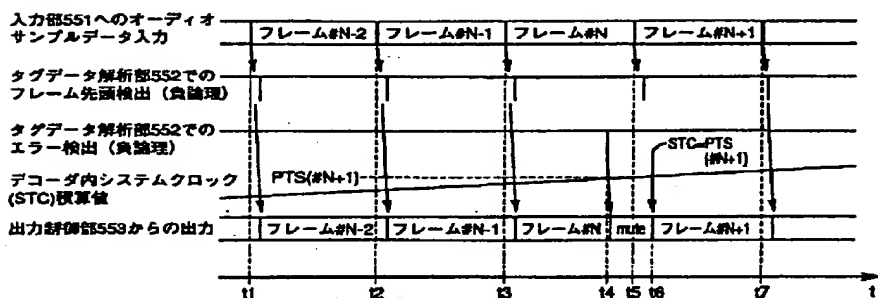 入力部551へのオーディオ
サンプルデータ入力
フレーム#N-2 フレーム#N-1 フレーム#N フレーム#N+1
タグデータ解析部552での
フレーム先頭検出（負論理）
タグデータ解析部552での
エラー検出（負論理）
STC=PTS
(#N+1)
PTS(#N+1)
デコーダ内システムクロック
(STC)積算値
出力制御部553からの出力
フレーム#N-2 フレーム#N-1 フレーム#N mute フレーム#N+1
t1 t2 t3 t4 t5 t6 t7 t